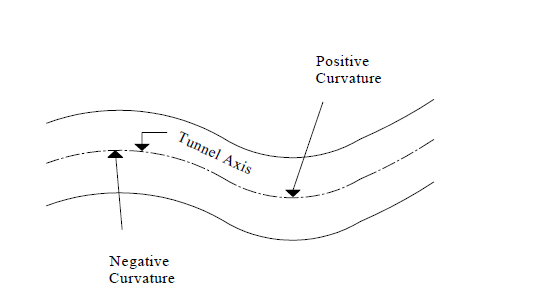 Positive
Curvature
Tunnel Axis
Negative
Curvature